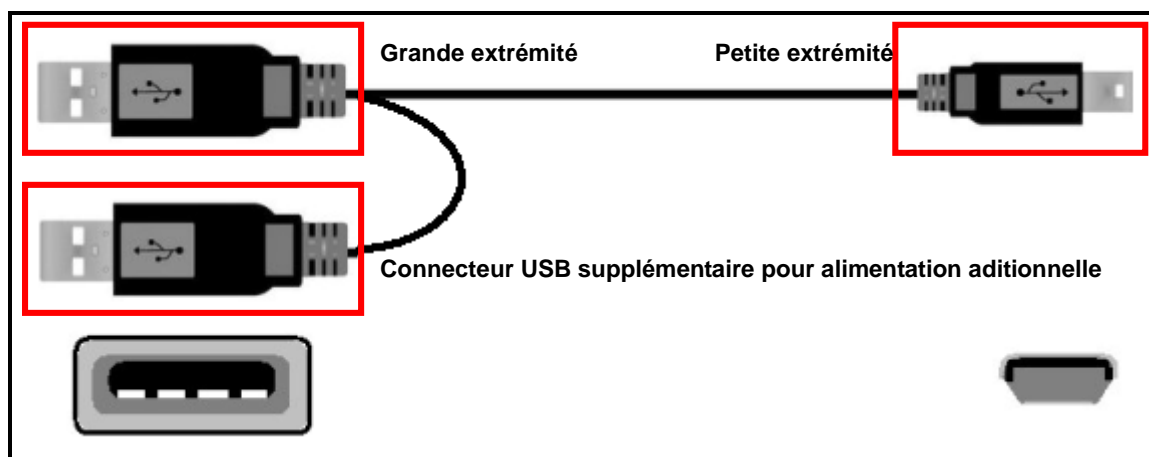 Grande extrémité
Petite extrémité
Connecteur USB supplémentaire pour alimentation aditionnelle